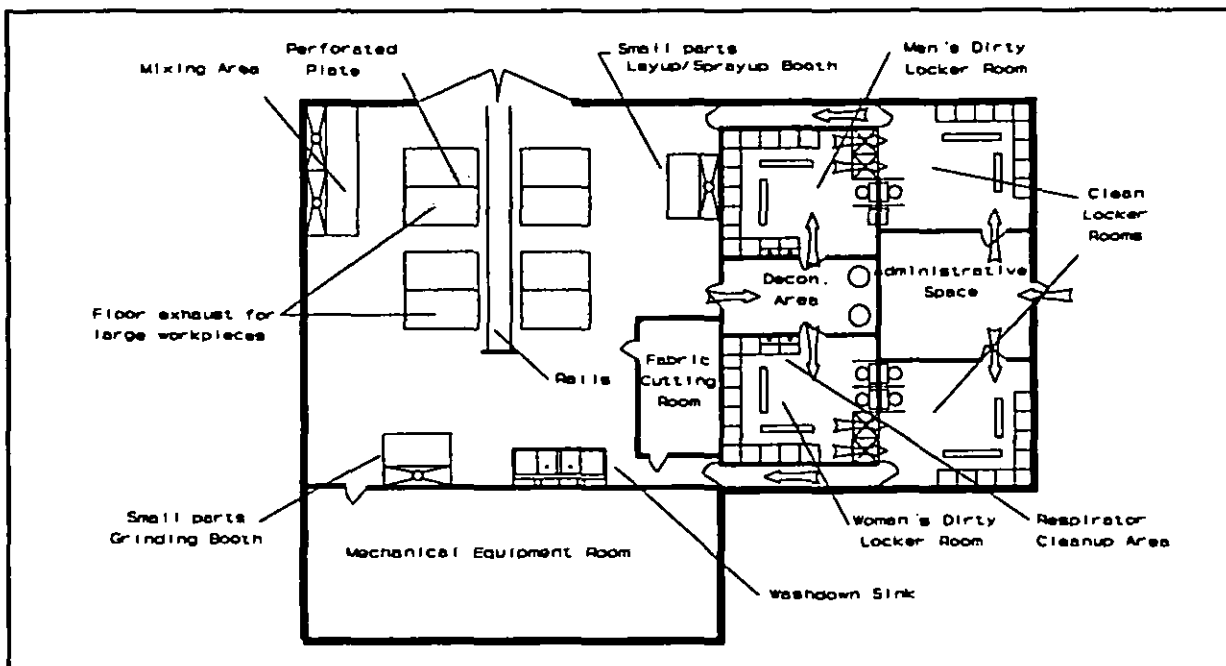 Perforated
Plate
Mixing Area
Small parts
Layup/Sprayup Booth
Men's Dirty
Locker Room
Clean
Locker
Rooms
Decon.
Area
Administrative
Space
Floor exhaust for
large workpieces
Rails
Fabric
Cutting
Room
Small parts
Grinding Booth
Mechanical Equipment Room
Woman's Dirty
Locker Room
Respirator
Cleanup Area
Washdown Sink